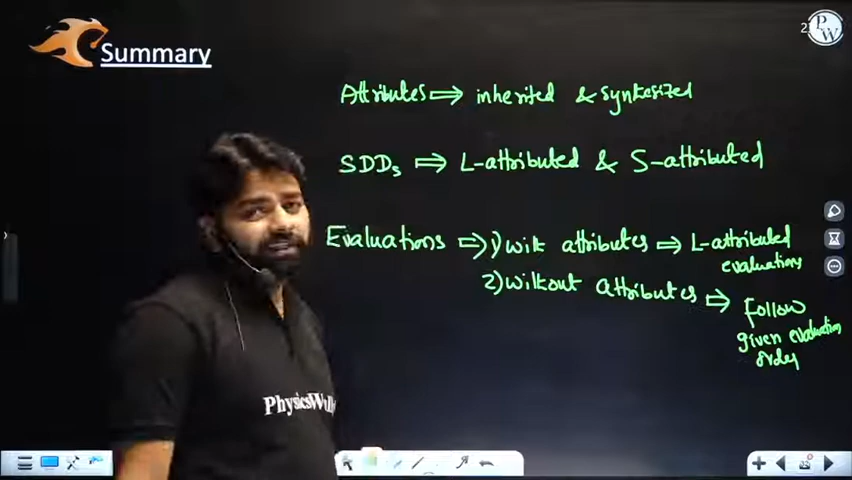 Summary
P
W
Attributes ⇒ inherited & synthesized
SDDs ⇒ L-attributed & S-attributed
Evaluations ⇒ 1) with attributes ⇒ L-attributed
evaluations
2) without attributes ⇒ follow
given evaluation
order
PhysicsW